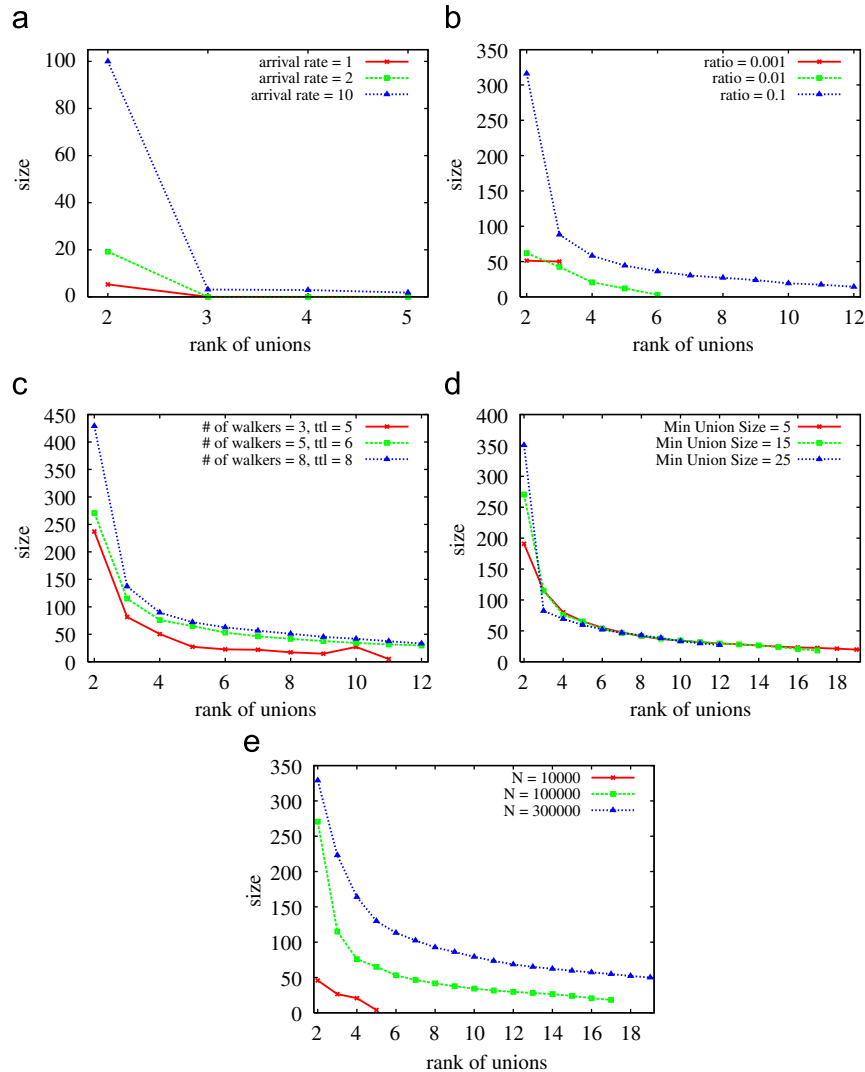 a
100
80
60
40
20
0
size
2 3 4 5
rank of unions
arrival rate = 1
arrival rate = 2
arrival rate = 10
b
350
300
250
200
150
100
50
0
size
2 4 6 8 10 12
rank of unions
ratio = 0.001
ratio = 0.01
ratio = 0.1
c
450
400
350
300
250
200
150
100
50
0
size
2 4 6 8 10 12
rank of unions
# of walkers = 3, ttl = 5
# of walkers = 5, ttl = 6
# of walkers = 8, ttl = 8
d
400
350
300
250
200
150
100
50
0
size
2 4 6 8 10 12 14 16 18
rank of unions
Min Union Size = 5
Min Union Size = 15
Min Union Size = 25
e
350
300
250
200
150
100
50
0
size
2 4 6 8 10 12 14 16 18
rank of unions
N = 10000
N = 100000
N = 300000